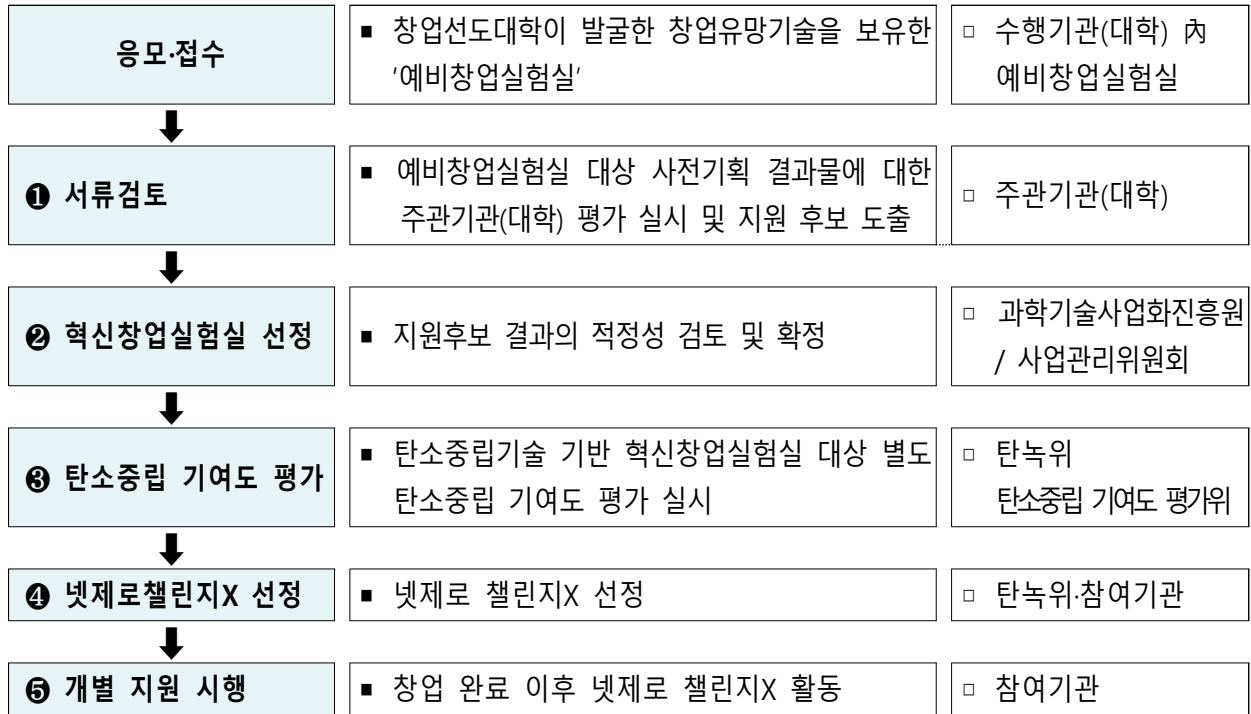 응모·접수
▪ 창업선도대학이 발굴한 창업유망기술을 보유한
'예비창업실험실'
□ 수행기관(대학) 內
예비창업실험실
❶ 서류검토
▪ 예비창업실험실 대상 사전기획 결과물에 대한
주관기관(대학) 평가 실시 및 지원 후보 도출
□ 주관기관(대학)
❷ 혁신창업실험실 선정
▪ 지원후보 결과의 적정성 검토 및 확정
□ 과학기술사업화진흥원
/ 사업관리위원회
❸ 탄소중립 기여도 평가
▪ 탄소중립기술 기반 혁신창업실험실 대상 별도
탄소중립 기여도 평가 실시
□ 탄녹위
탄소중립 기여도 평가위
❹ 넷제로챌린지X 선정
▪ 넷제로 챌린지X 선정
□ 탄녹위·참여기관
❺ 개별 지원 시행
▪ 창업 완료 이후 넷제로 챌린지X 활동
□ 참여기관